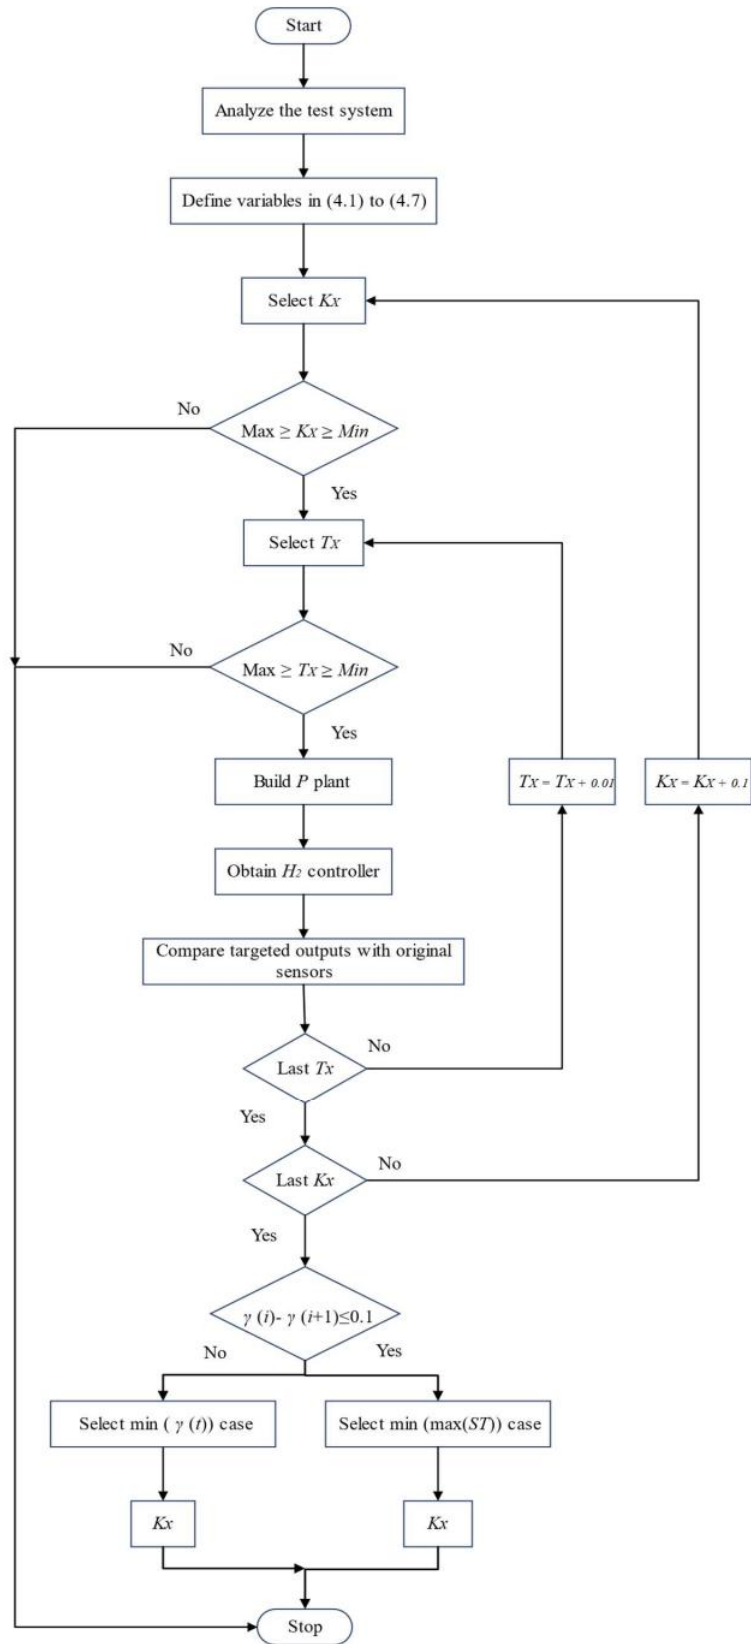 Start
Analyze the test system
Define variables in (4.1) to (4.7)
Select Kx
No
Max ≥ Kx ≥ Min
Yes
Select Tx
No
Max ≥ Tx ≥ Min
Yes
Build P plant
Tx = Tx + 0.01
Kx = Kx + 0.1
Obtain H₂ controller
Compare targeted outputs with original
sensors
No
Last Tx
Yes
No
Last Kx
Yes
γ (i)- γ (i+1)≤0.1
No
Yes
Select min ( γ (t)) case
Select min (max(ST)) case
Kx
Kx
Stop